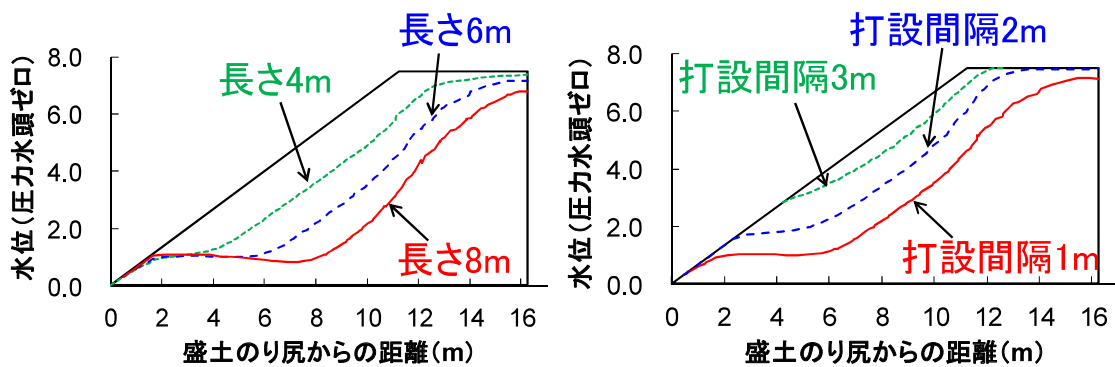 水位(圧力水頭ゼロ)
8.0
6.0
4.0
2.0
0.0
長さ6m
長さ4m
長さ8m
0 2 4 6 8 10 12 14 16
盛土のり尻からの距離(m)
水位(圧力水頭ゼロ)
8.0
6.0
4.0
2.0
0.0
打設間隔2m
打設間隔3m
打設間隔1m
0 2 4 6 8 10 12 14 16
盛土のり尻からの距離(m)